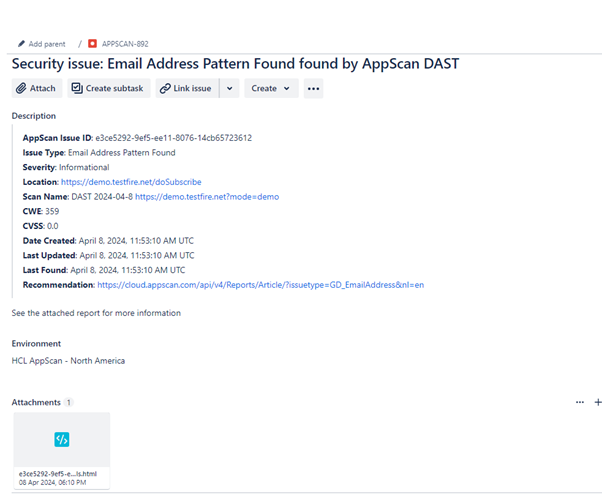 Add parent / APPSCAN-892
Security issue: Email Address Pattern Found found by AppScan DAST
Attach Create subtask Link issue Create
Description
AppScan Issue ID: e3ce5292-9ef5-ee11-8076-14cb65723612
Issue Type: Email Address Pattern Found
Severity: Informational
Location: https://demo.testfire.net/doSubscribe
Scan Name: DAST 2024-04-8 https://demo.testfire.net?mode=demo
CWE: 359
CVSS: 0.0
Date Created: April 8, 2024, 11:53:10 AM UTC
Last Updated: April 8, 2024, 11:53:10 AM UTC
Last Found: April 8, 2024, 11:53:10 AM UTC
Recommendation: https://cloud.appscan.com/api/v4/Reports/Article/?issuetype=GD_EmailAddress&nl=en
See the attached report for more information
Environment
HCL AppScan - North America
Attachments 1
e3ce5292-9ef5-e...ls.html
08 Apr 2024, 06:10 PM